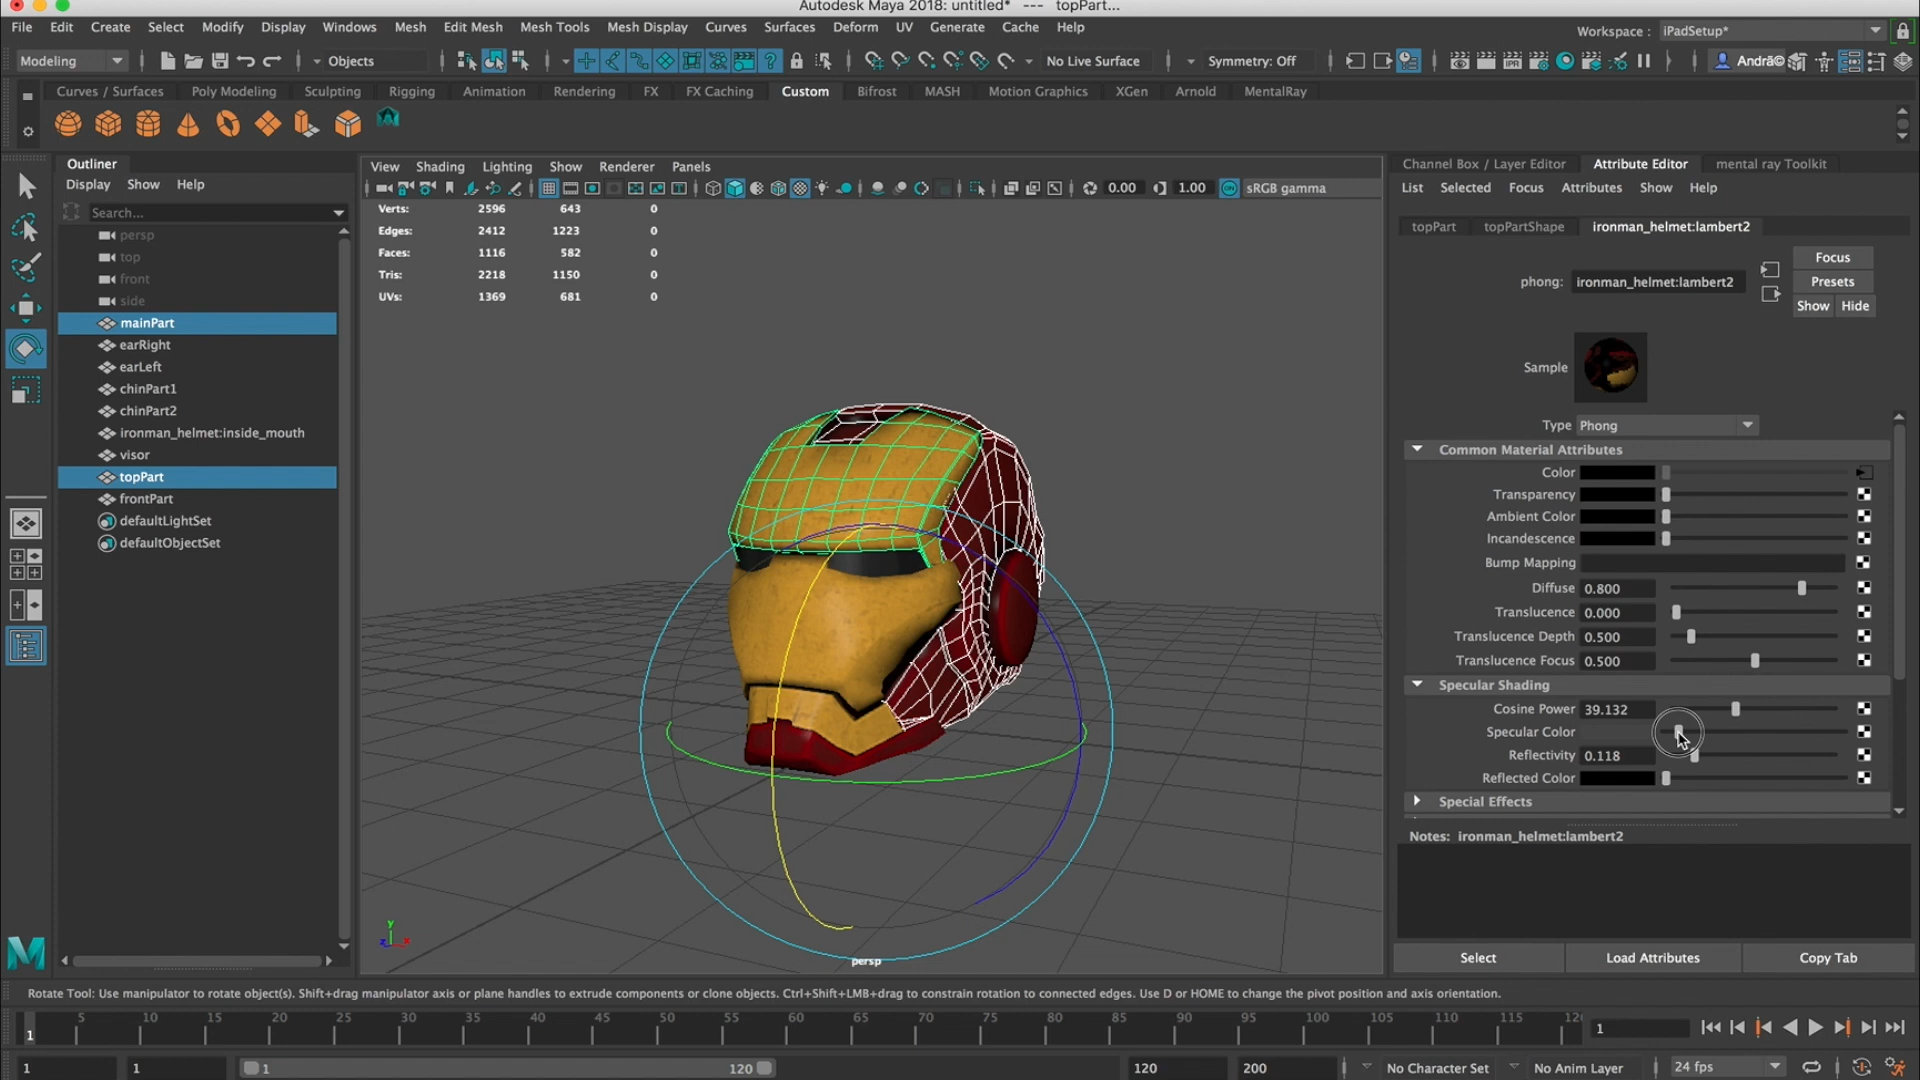 Autodesk Maya 2018: untitled* --- topPart...
File Edit Create Select Modify Display Windows Mesh Edit Mesh Mesh Tools Mesh Display Curves Surfaces Deform UV Generate Cache Help
Workspace : iPadSetup*
Modeling Objects No Live Surface Symmetry: Off IPR Andrã©
Curves / Surfaces Poly Modeling Sculpting Rigging Animation Rendering FX FX Caching Custom Bifrost MASH Motion Graphics XGen Arnold MentalRay
Outliner
Display Show Help
Search...
persp
top
front
side
mainPart
earRight
earLeft
chinPart1
chinPart2
ironman_helmet:inside_mouth
visor
topPart
frontPart
defaultLightSet
defaultObjectSet
View Shading Lighting Show Renderer Panels
0.00 1.00 sRGB gamma
Verts: 2596 643 0
Edges: 2412 1223 0
Faces: 1116 582 0
Tris: 2218 1150 0
UVs: 1369 681 0
y
z x
persp
Channel Box / Layer Editor Attribute Editor mental ray Toolkit
List Selected Focus Attributes Show Help
topPart topPartShape ironman_helmet:lambert2
Focus
phong: ironman_helmet:lambert2
Presets
Show Hide
Sample
Type Phong
Common Material Attributes
Color
Transparency
Ambient Color
Incandescence
Bump Mapping
Diffuse 0.800
Translucence 0.000
Translucence Depth 0.500
Translucence Focus 0.500
Specular Shading
Cosine Power 39.132
Specular Color
Reflectivity 0.118
Reflected Color
Special Effects
Notes: ironman_helmet:lambert2
Select Load Attributes Copy Tab
Rotate Tool: Use manipulator to rotate object(s). Shift+drag manipulator axis or plane handles to extrude components or clone objects. Ctrl+Shift+LMB+drag to constrain rotation to connected edges. Use D or HOME to change the pivot position and axis orientation.
1 5 10 15 20 25 30 35 40 45 50 55 60 65 70 75 80 85 90 95 100 105 110 115 12 1
1 1 1 120 120 200 No Character Set No Anim Layer 24 fps